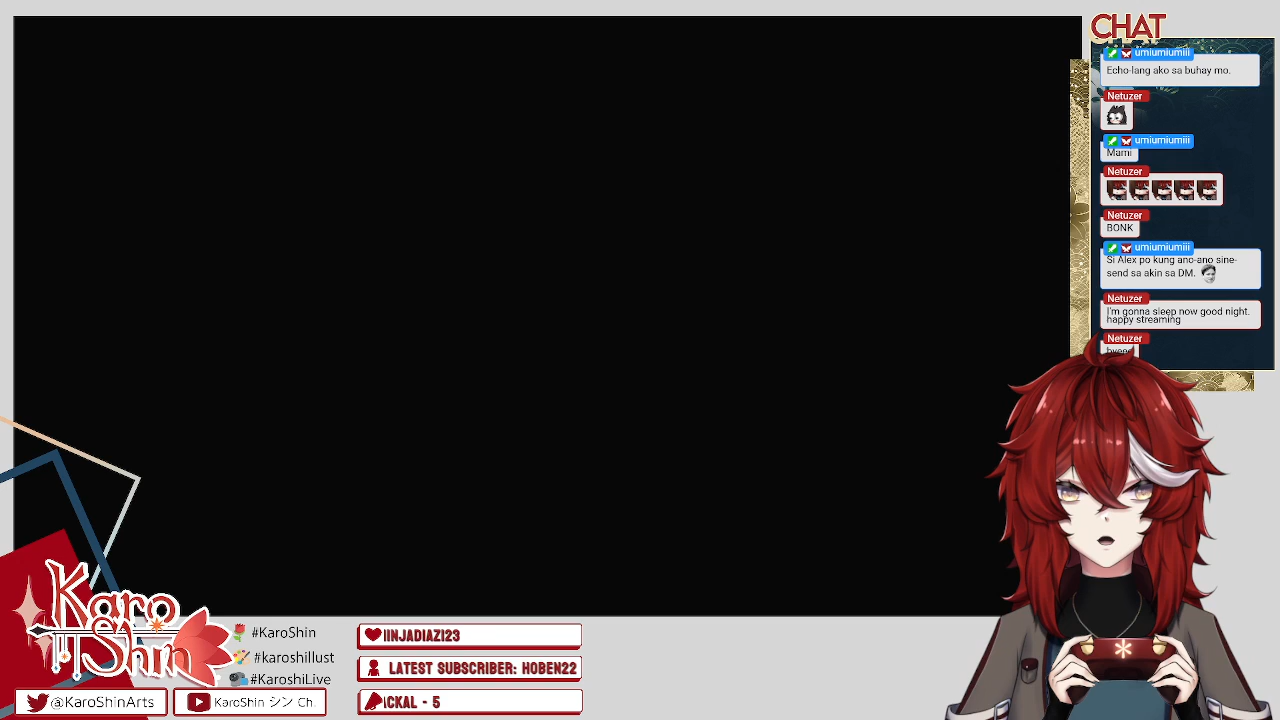 CHAT
umiumiumiii
Echo-lang ako sa buhay mo.
Netuzer
umiumiumiii
Mami
Netuzer
Netuzer
BONK
umiumiumiii
Si Alex po kung ano-ano sine-
send sa akin sa DM.
Netuzer
I'm gonna sleep now good night.
happy streaming
Netuzer
Karo
Shin
#KaroShin
#karoshillust
#KaroshiLive
@KaroShinArts
KaroShin シン Ch.
IINJADIAZ123
LATEST SUBSCRIBER: HOBEN22
ICKAL - 5